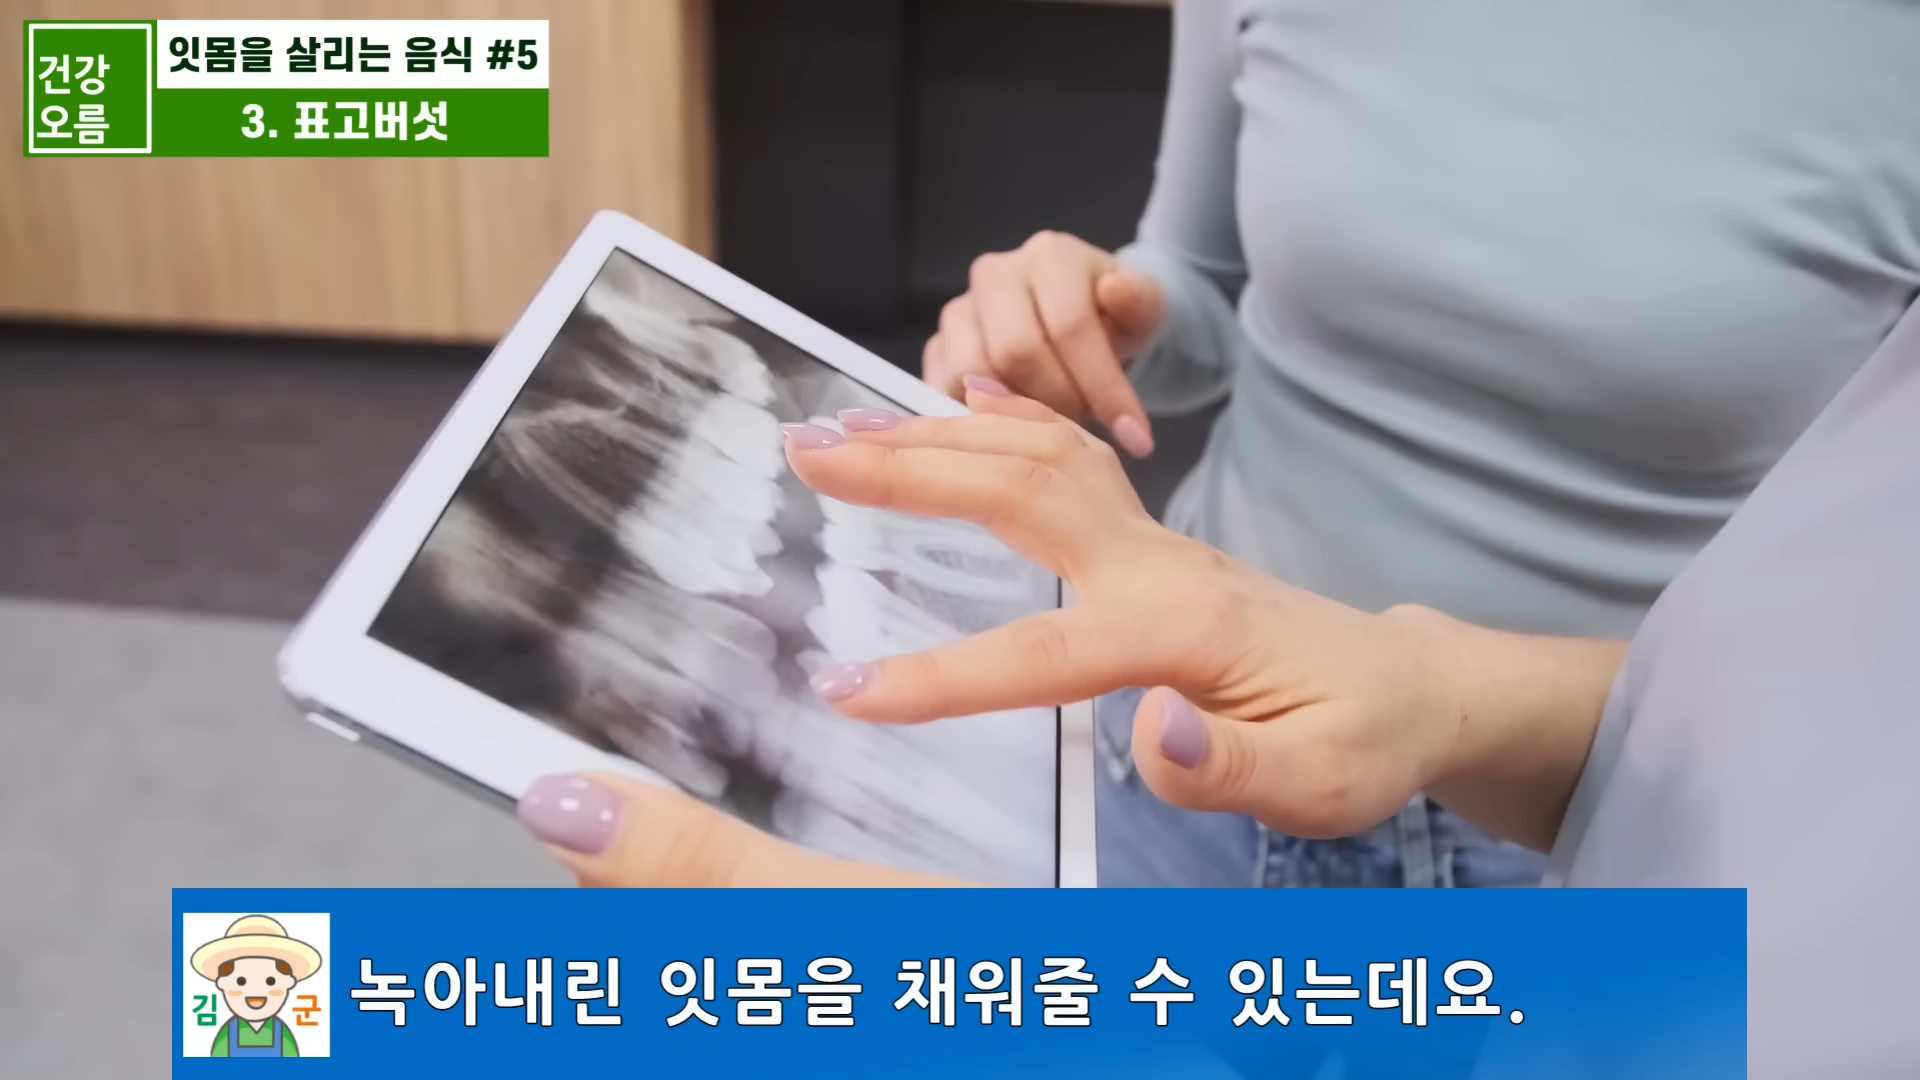 건강
오름
잇몸을 살리는 음식 #5
3. 표고버섯
김 군
녹아내린 잇몸을 채워줄 수 있는데요.